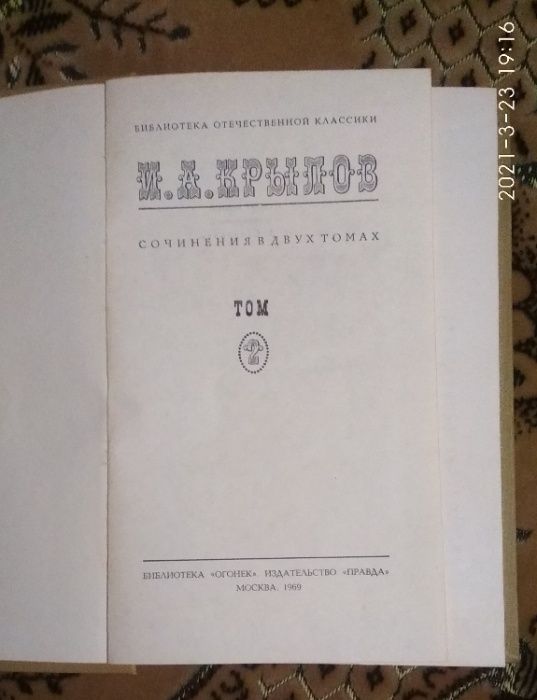 БИБЛИОТЕКА ОТЕЧЕСТВЕННОЙ КЛАССИКИ
И.А.КРЫЛОВ
СОЧИНЕНИЯ В ДВУХ ТОМАХ
ТОМ
2
БИБЛИОТЕКА «ОГОНЕК». ИЗДАТЕЛЬСТВО «ПРАВДА»
МОСКВА. 1969
2021-3-23 19:16